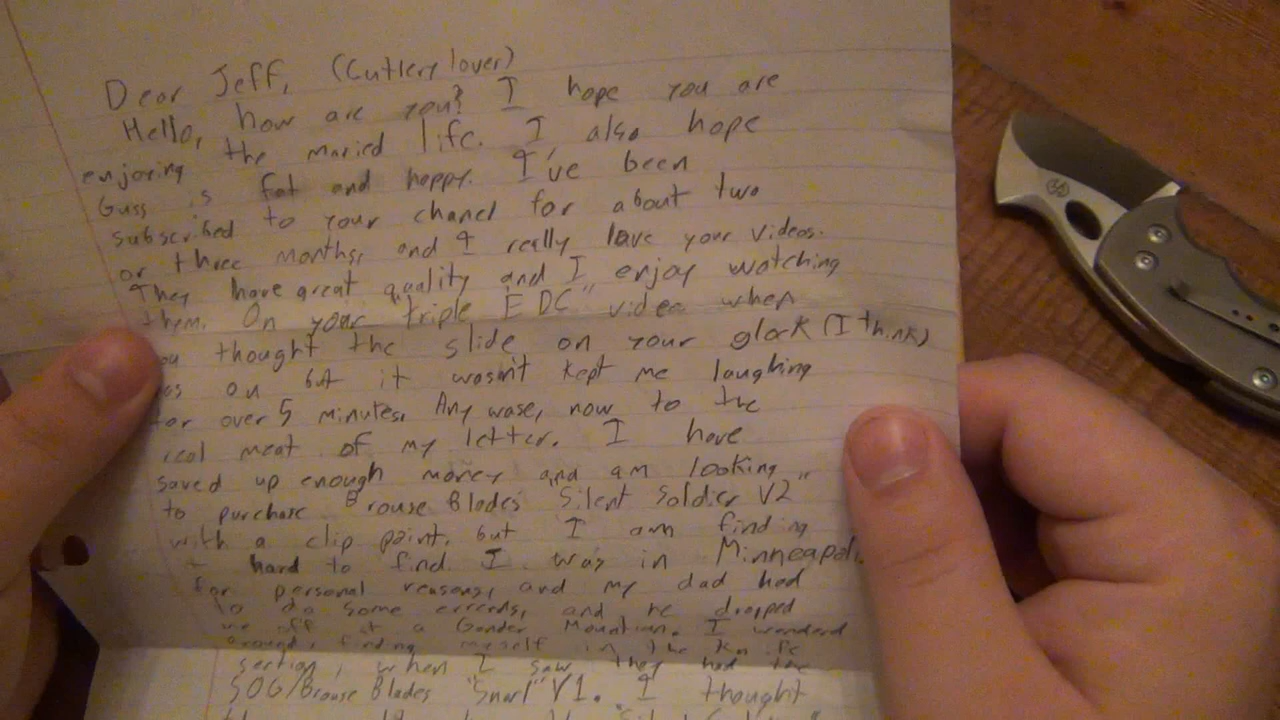 Dear Jeff, (Cutlery lover)
Hello, how are you? I hope you are
enjoying the maried life. I also hope
Guss is fat and happy. I've been
subscribed to your chanel for about two
or three months, and I really love your videos.
They have great quality and I enjoy watching
them. On your "triple EDC" video when
ou thought the slide on your glock (I think)
as on but it wasn't kept me laughing
for over 5 minutes. Any wase, now to the
real meat of my letter. I have
saved up enough money and am looking
to purchase Brouse Blades "Silent Soldier V2"
with a clip point, but I am finding
it hard to find. I was in Minneapoli
for personal reasons, and my dad had
to do some errends, and he dropped
me off at a Gander Mountian. I wanderd
around, finding myself in the knife
section, when I saw they had the
SOG/Brouse Blades "Snarl" V1. I thought